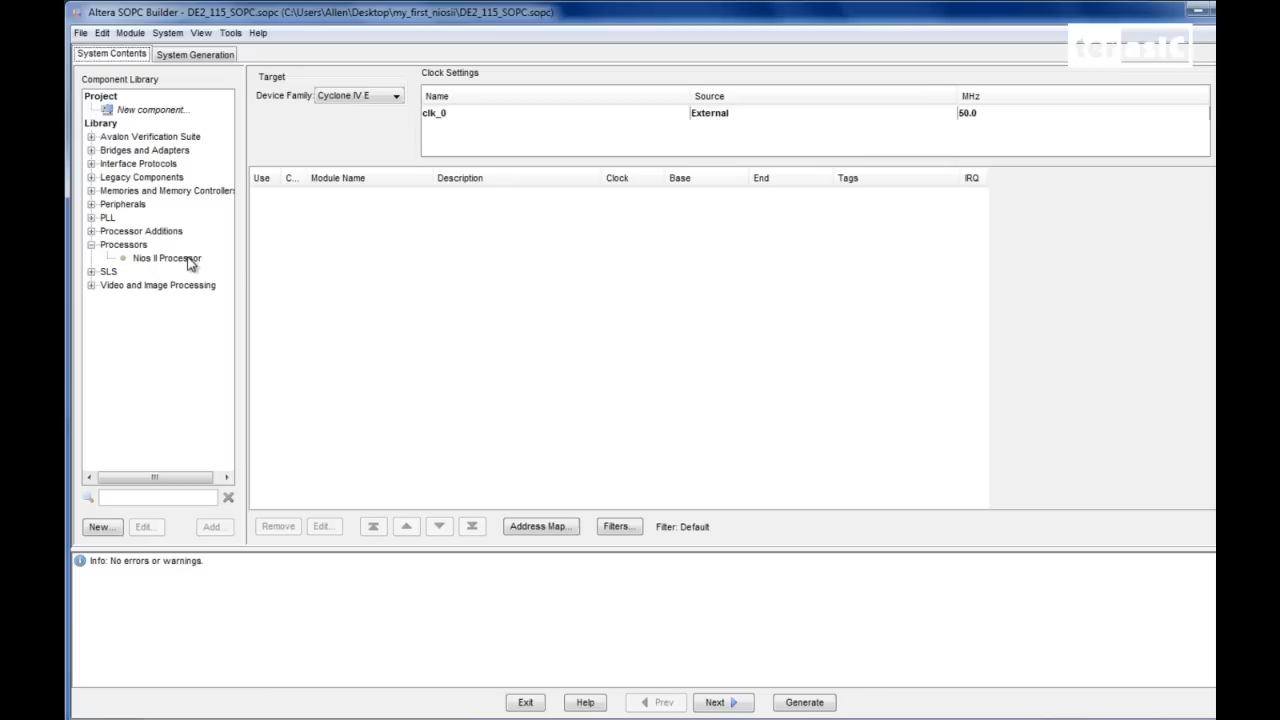 Altera SOPC Builder - DE2_115_SOPC.sopc (C:\Users\Allen\Desktop\my_first_niosii\DE2_115_SOPC.sopc)
File Edit Module System View Tools Help
terasic
System Contents System Generation
Component Library
Project
New component...
Library
Avalon Verification Suite
Bridges and Adapters
Interface Protocols
Legacy Components
Memories and Memory Controllers
Peripherals
PLL
Processor Additions
Processors
Nios II Processor
SLS
Video and Image Processing
New... Edit... Add...
Target
Device Family: Cyclone IV E
Clock Settings
Name Source MHz
clk_0 External 50.0
Use C... Module Name Description Clock Base End Tags IRQ
Remove Edit... Address Map... Filters... Filter: Default
Info: No errors or warnings.
Exit Help Prev Next Generate